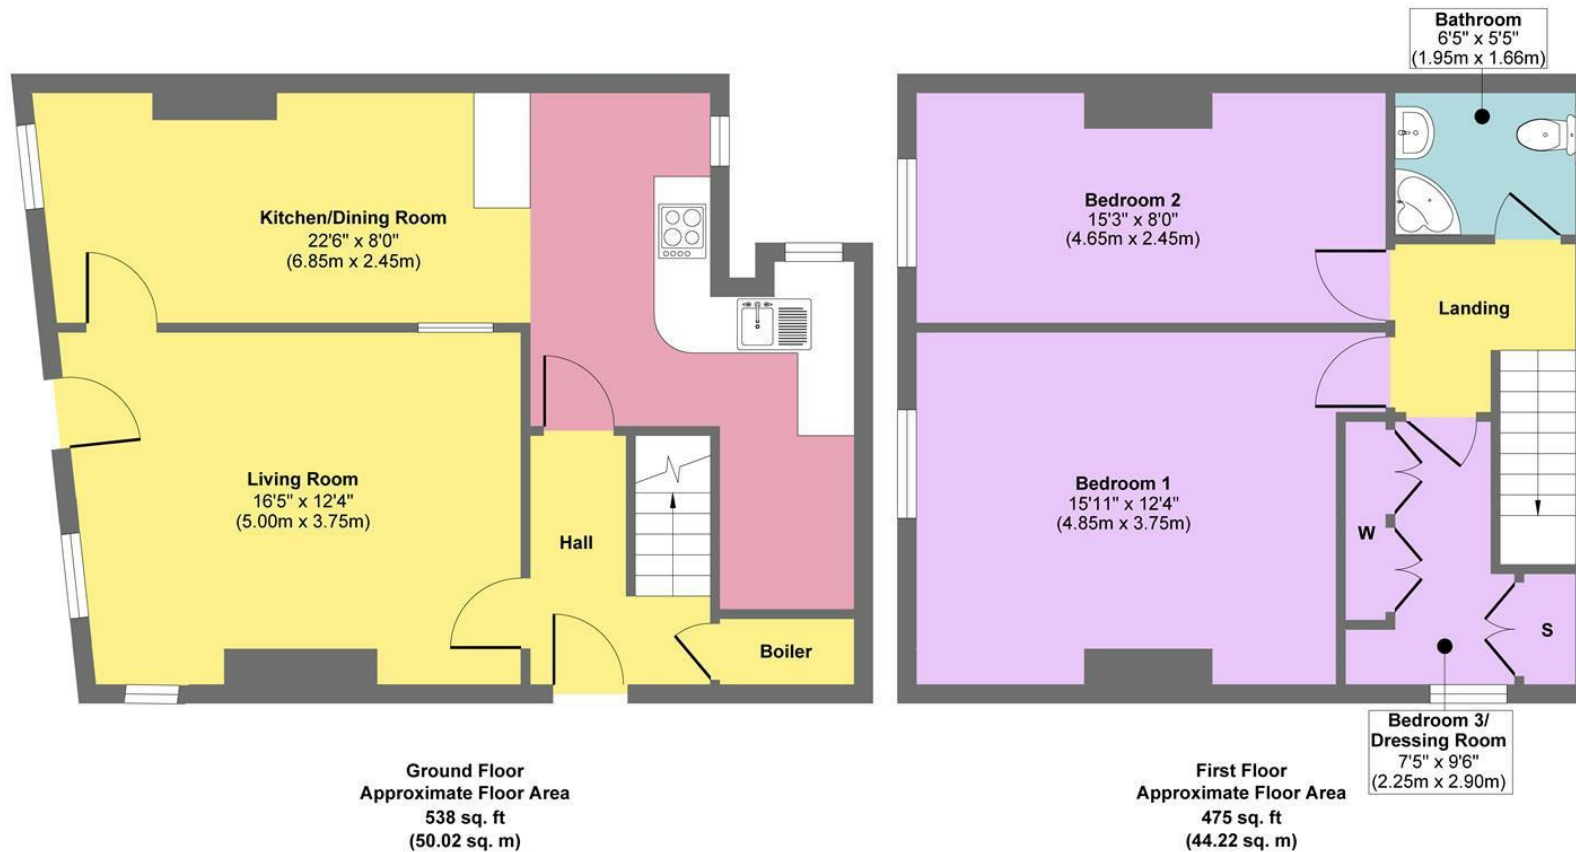 Bathroom
6'5" x 5'5"
(1.95m x 1.66m)
Kitchen/Dining Room
22'6" x 8'0"
(6.85m x 2.45m)
Living Room
16'5" x 12'4"
(5.00m x 3.75m)
Hall
Boiler
Ground Floor
Approximate Floor Area
538 sq. ft
(50.02 sq. m)
Bedroom 2
15'3" x 8'0"
(4.65m x 2.45m)
Landing
Bedroom 1
15'11" x 12'4"
(4.85m x 3.75m)
W
S
Bedroom 3/
Dressing Room
7'5" x 9'6"
(2.25m x 2.90m)
First Floor
Approximate Floor Area
475 sq. ft
(44.22 sq. m)